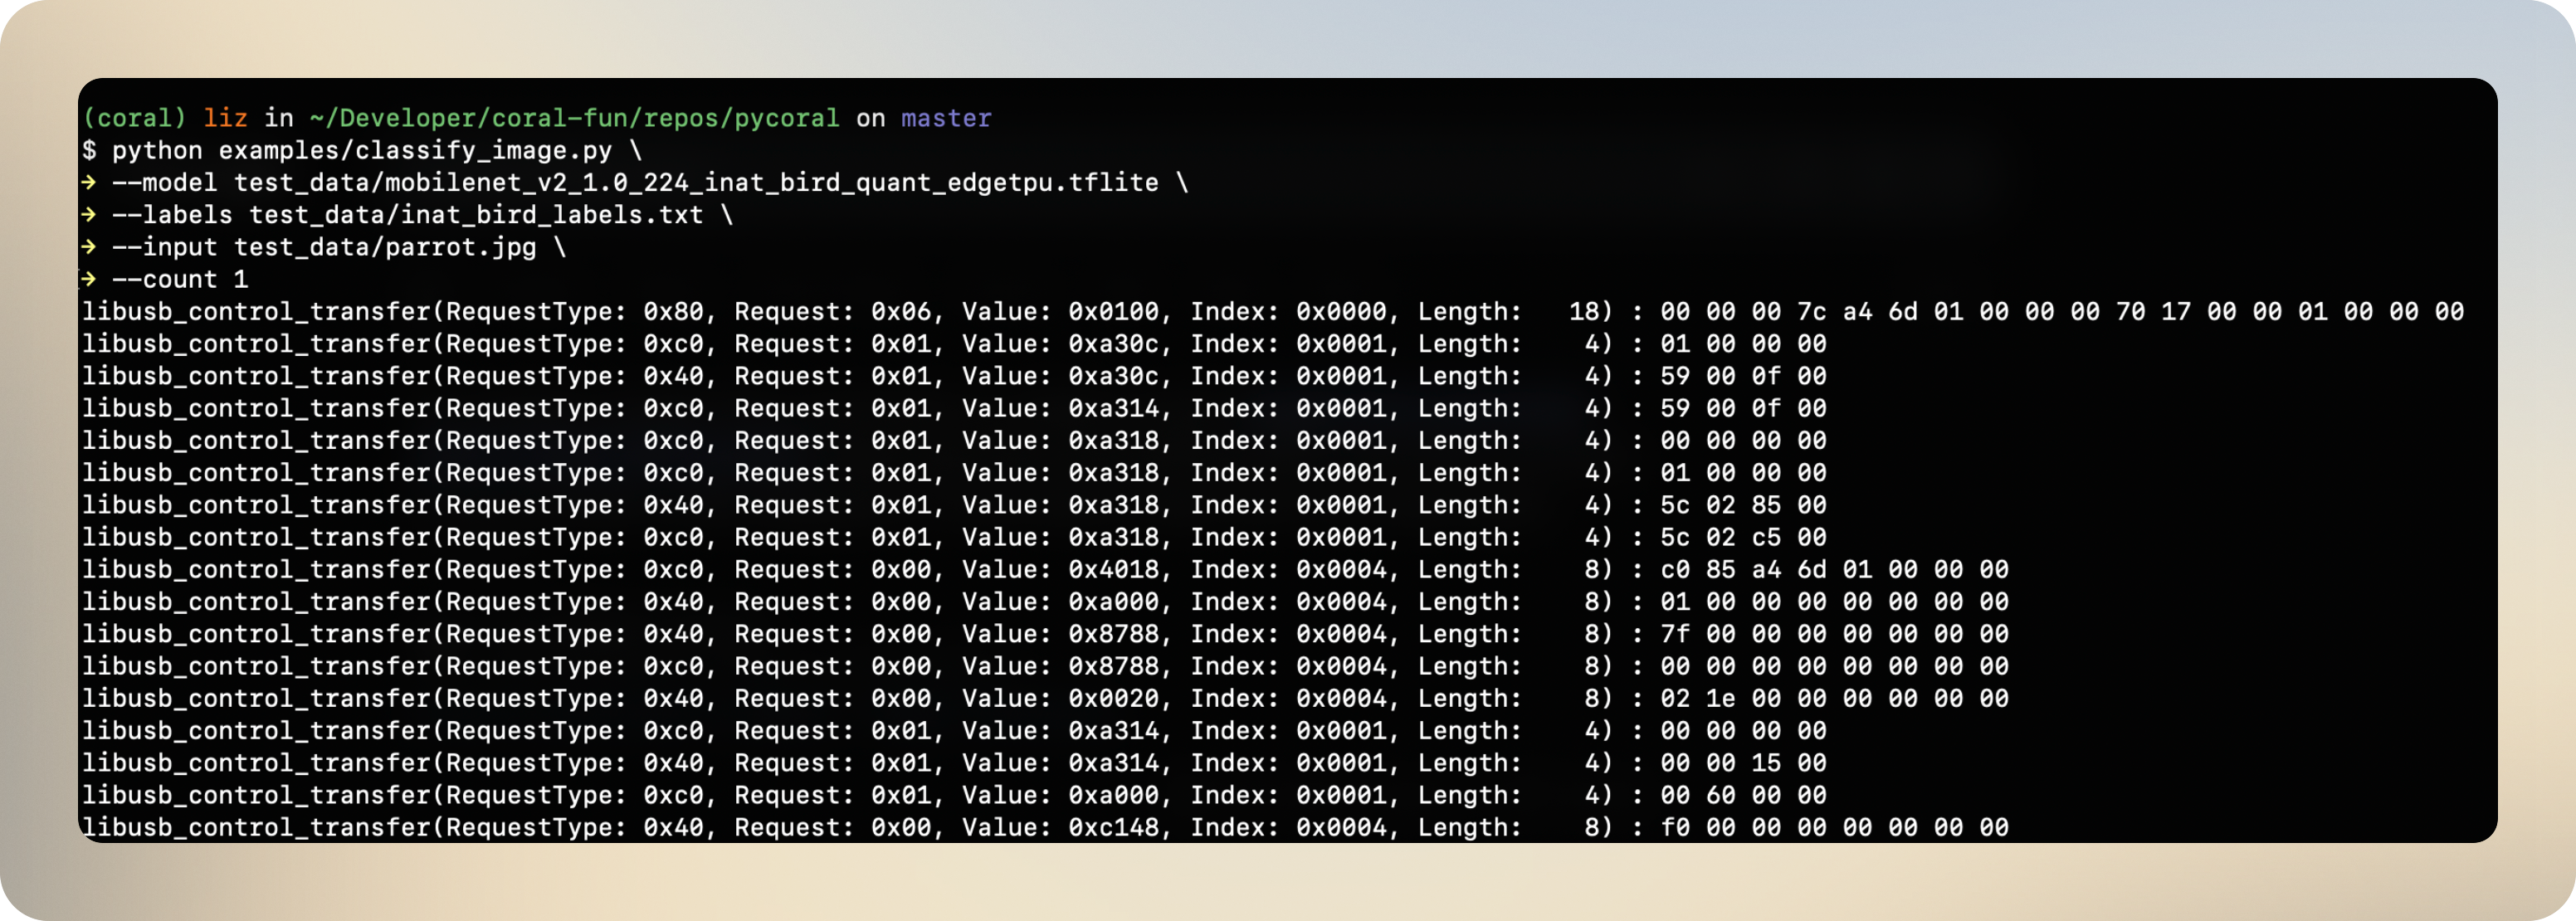 (coral) liz in ~/Developer/coral-fun/repos/pycoral on master
$ python examples/classify_image.py \
→ --model test_data/mobilenet_v2_1.0_224_inat_bird_quant_edgetpu.tflite \
→ --labels test_data/inat_bird_labels.txt \
→ --input test_data/parrot.jpg \
→ --count 1
libusb_control_transfer(RequestType: 0x80, Request: 0x06, Value: 0x0100, Index: 0x0000, Length:   18) : 00 00 00 7c a4 6d 01 00 00 00 70 17 00 00 01 00 00 00
libusb_control_transfer(RequestType: 0xc0, Request: 0x01, Value: 0xa30c, Index: 0x0001, Length:    4) : 01 00 00 00
libusb_control_transfer(RequestType: 0x40, Request: 0x01, Value: 0xa30c, Index: 0x0001, Length:    4) : 59 00 0f 00
libusb_control_transfer(RequestType: 0xc0, Request: 0x01, Value: 0xa314, Index: 0x0001, Length:    4) : 59 00 0f 00
libusb_control_transfer(RequestType: 0xc0, Request: 0x01, Value: 0xa318, Index: 0x0001, Length:    4) : 00 00 00 00
libusb_control_transfer(RequestType: 0xc0, Request: 0x01, Value: 0xa318, Index: 0x0001, Length:    4) : 01 00 00 00
libusb_control_transfer(RequestType: 0x40, Request: 0x01, Value: 0xa318, Index: 0x0001, Length:    4) : 5c 02 85 00
libusb_control_transfer(RequestType: 0xc0, Request: 0x01, Value: 0xa318, Index: 0x0001, Length:    4) : 5c 02 c5 00
libusb_control_transfer(RequestType: 0xc0, Request: 0x00, Value: 0x4018, Index: 0x0004, Length:    8) : c0 85 a4 6d 01 00 00 00
libusb_control_transfer(RequestType: 0x40, Request: 0x00, Value: 0xa000, Index: 0x0004, Length:    8) : 01 00 00 00 00 00 00 00
libusb_control_transfer(RequestType: 0x40, Request: 0x00, Value: 0x8788, Index: 0x0004, Length:    8) : 7f 00 00 00 00 00 00 00
libusb_control_transfer(RequestType: 0xc0, Request: 0x00, Value: 0x8788, Index: 0x0004, Length:    8) : 00 00 00 00 00 00 00 00
libusb_control_transfer(RequestType: 0x40, Request: 0x00, Value: 0x0020, Index: 0x0004, Length:    8) : 02 1e 00 00 00 00 00 00
libusb_control_transfer(RequestType: 0xc0, Request: 0x01, Value: 0xa314, Index: 0x0001, Length:    4) : 00 00 00 00
libusb_control_transfer(RequestType: 0x40, Request: 0x01, Value: 0xa314, Index: 0x0001, Length:    4) : 00 00 15 00
libusb_control_transfer(RequestType: 0xc0, Request: 0x01, Value: 0xa000, Index: 0x0001, Length:    4) : 00 60 00 00
libusb_control_transfer(RequestType: 0x40, Request: 0x00, Value: 0xc148, Index: 0x0004, Length:    8) : f0 00 00 00 00 00 00 00